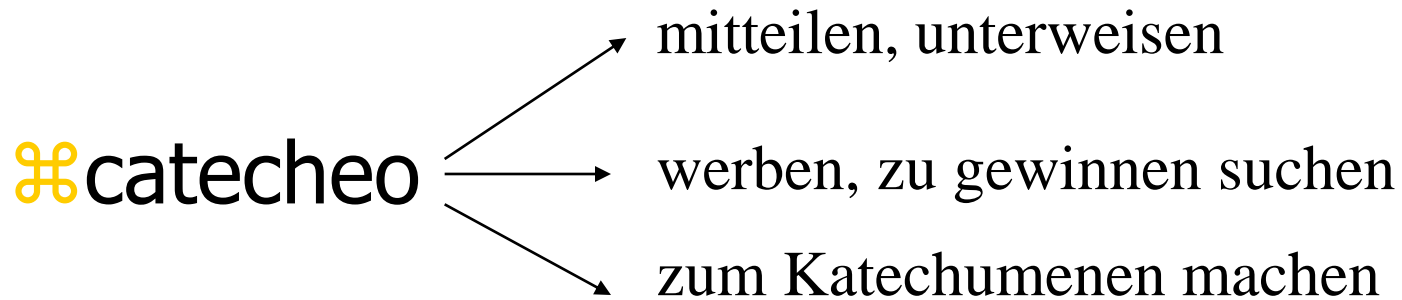 mitteilen, unterweisen
⌘catecheo
werben, zu gewinnen suchen
zum Katechumenen machen